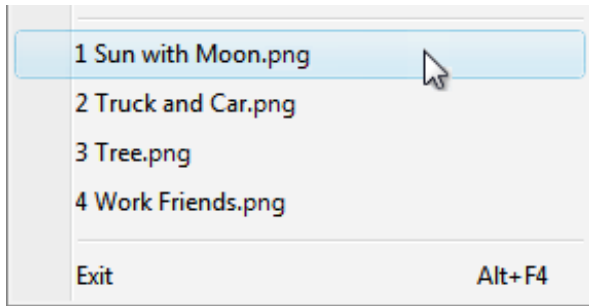 1 Sun with Moon.png
2 Truck and Car.png
3 Tree.png
4 Work Friends.png
Exit Alt+F4